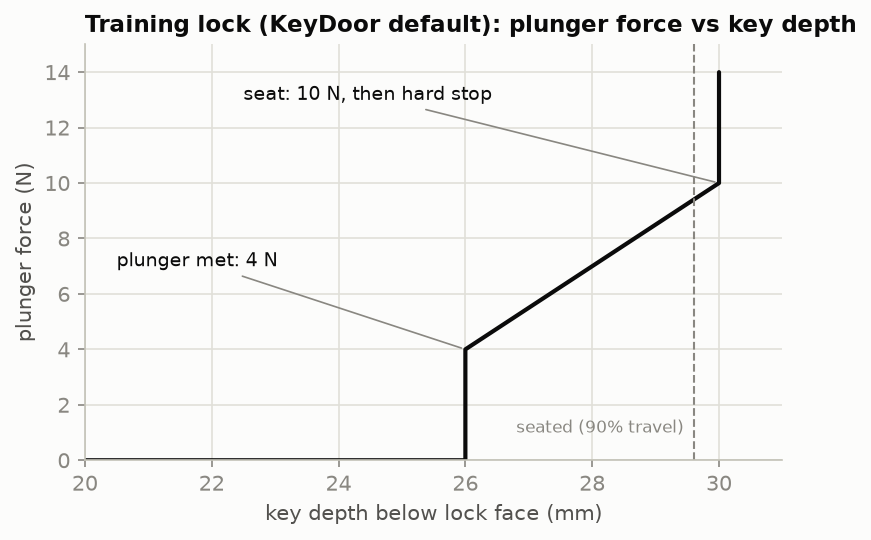 Training lock (KeyDoor default): plunger force vs key depth
plunger force (N)
14
12
10
8
6
4
2
0
seat: 10 N, then hard stop
plunger met: 4 N
seated (90% travel)
20 22 24 26 28 30
key depth below lock face (mm)